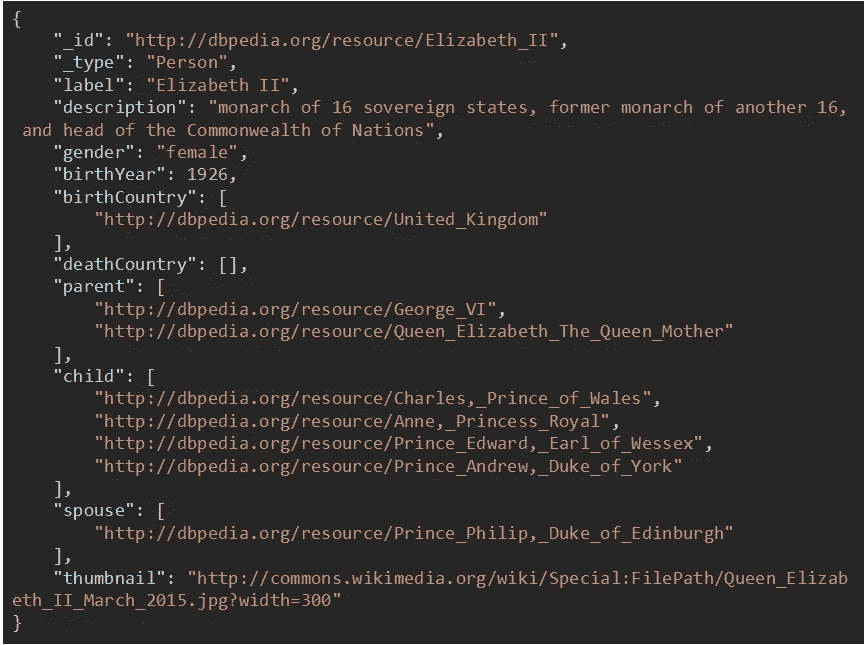 {
"_id": "http://dbpedia.org/resource/Elizabeth_II",
"_type": "Person",
"label": "Elizabeth II",
"description": "monarch of 16 sovereign states, former monarch of another 16,
and head of the Commonwealth of Nations",
"gender": "female",
"birthYear": 1926,
"birthCountry": [
"http://dbpedia.org/resource/United_Kingdom"
],
"deathCountry": [],
"parent": [
"http://dbpedia.org/resource/George_VI",
"http://dbpedia.org/resource/Queen_Elizabeth_The_Queen_Mother"
],
"child": [
"http://dbpedia.org/resource/Charles,_Prince_of_Wales",
"http://dbpedia.org/resource/Anne,_Princess_Royal",
"http://dbpedia.org/resource/Prince_Edward,_Earl_of_Wessex",
"http://dbpedia.org/resource/Prince_Andrew,_Duke_of_York"
],
"spouse": [
"http://dbpedia.org/resource/Prince_Philip,_Duke_of_Edinburgh"
],
"thumbnail": "http://commons.wikimedia.org/wiki/Special:FilePath/Queen_Elizab
eth_II_March_2015.jpg?width=300"
}